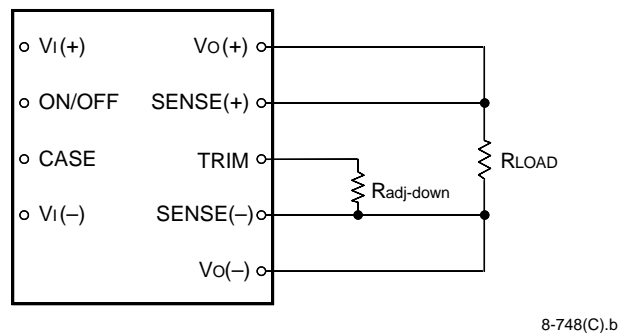 VI(+)
VO(+)
ON/OFF
SENSE(+)
CASE
TRIM
RLOAD
Radj-down
VI(–)
SENSE(–)
VO(–)
8-748(C).b